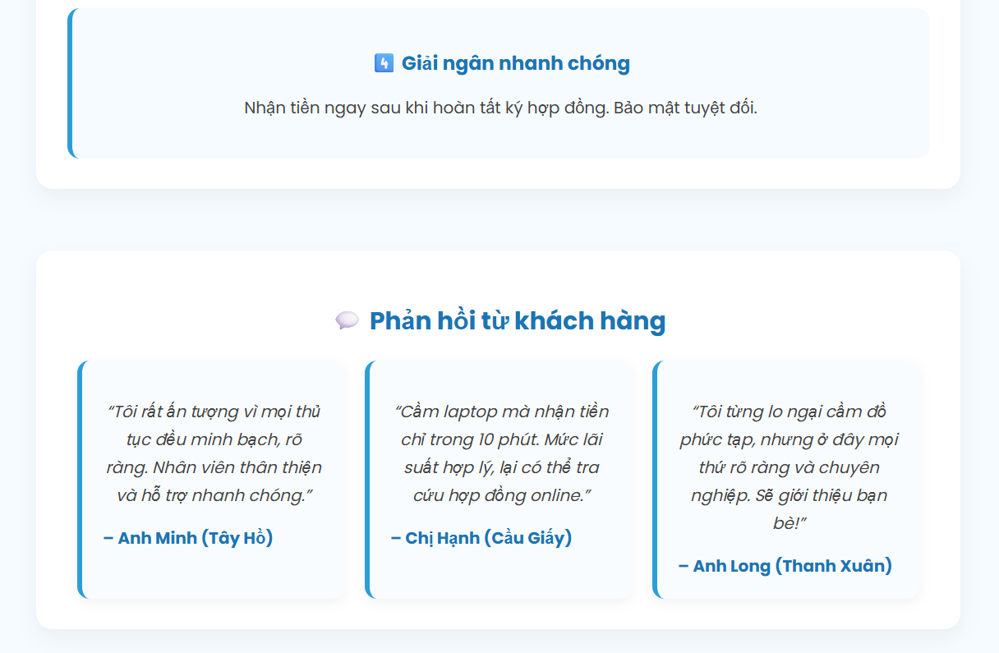 4 Giải ngân nhanh chóng
Nhận tiền ngay sau khi hoàn tất ký hợp đồng. Bảo mật tuyệt đối.
Phản hồi từ khách hàng
“Tôi rất ấn tượng vì mọi thủ
tục đều minh bạch, rõ
ràng. Nhân viên thân thiện
và hỗ trợ nhanh chóng.”
– Anh Minh (Tây Hồ)
“Cầm laptop mà nhận tiền
chỉ trong 10 phút. Mức lãi
suất hợp lý, lại có thể tra
cứu hợp đồng online.”
– Chị Hạnh (Cầu Giấy)
“Tôi từng lo ngại cầm đồ
phức tạp, nhưng ở đây mọi
thứ rõ ràng và chuyên
nghiệp. Sẽ giới thiệu bạn
bè!”
– Anh Long (Thanh Xuân)